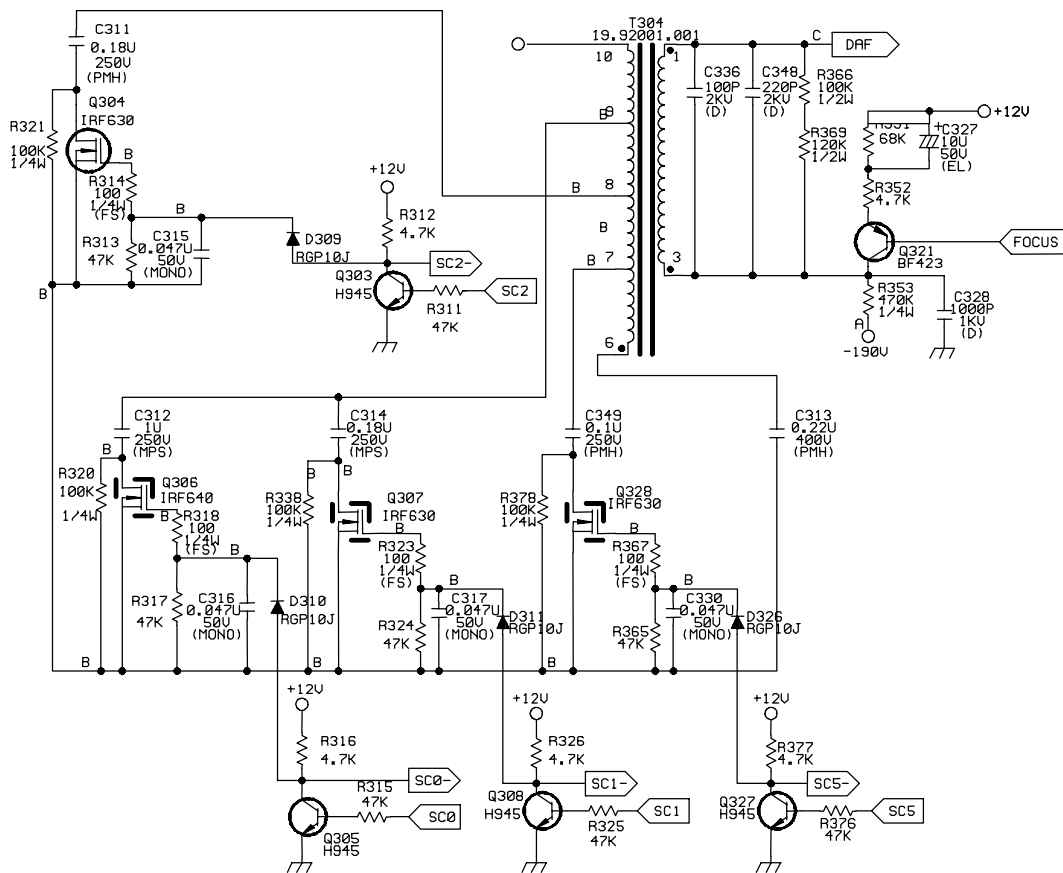 C311
0.18U
250V
(PMH)
Q304
IRF630
R321
100K
1/4W
R314
100
1/4W
(FS)
B
B
R313
47K
C315
0.047U
50V
(MONO)
B
D309
RGP10J
+12V
R312
4.7K
SC2-
Q303
H945
R311
47K
SC2
T304
19.92001.001
10
1
9
B
8
B
B
7
B
3
6
C
DAF
C336
100P
2KV
(D)
C348
220P
2KV
(D)
R366
100K
1/2W
R369
120K
1/2W
+12V
68K
+
C327
10U
50V
(EL)
R352
4.7K
Q321
BF423
FOCUS
R353
470K
1/4W
A
-190V
C328
1000P
1KV
(D)
C312
1U
250V
(MPS)
C314
0.18U
250V
(MPS)
C349
0.1U
250V
(PMH)
C313
0.22U
400V
(PMH)
R320
100K
1/4W
B
Q306
IRF640
B
R318
100
1/4W
(FS)
B
R317
47K
C316
0.047U
50V
(MONO)
D310
RGP10J
B
R338
100K
1/4W
B
B
Q307
IRF630
B
R323
100
1/4W
(FS)
B
R324
47K
C317
0.047U
50V
(MONO)
D311
RGP10J
B
R378
100K
1/4W
Q328
IRF630
B
R367
100
1/4W
(FS)
B
R365
47K
C330
0.047U
50V
(MONO)
D326
RGP10J
B
+12V
R316
4.7K
SC0-
R315
47K
SC0
Q305
H945
+12V
R326
4.7K
SC1-
Q308
H945
R325
47K
SC1
+12V
R377
4.7K
SC5-
Q327
H945
R376
47K
SC5